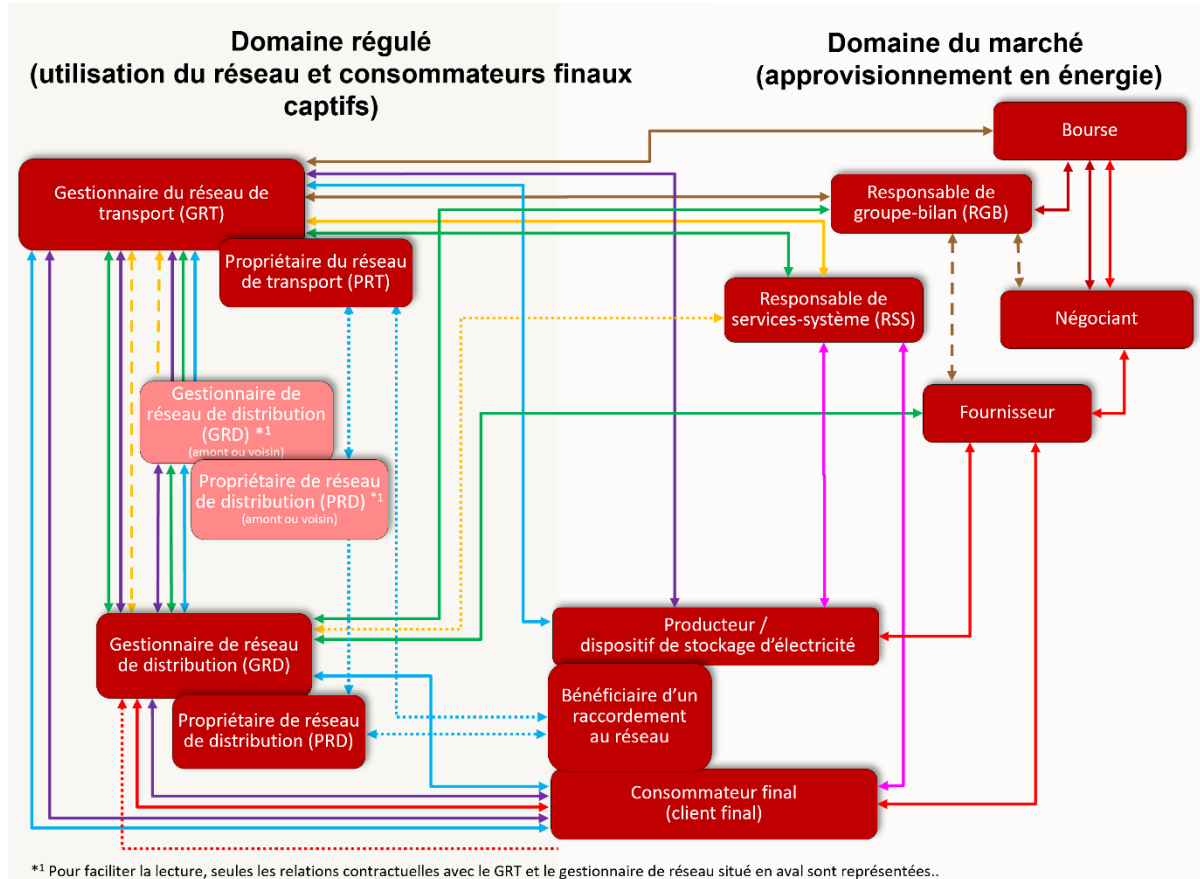 Domaine régulé
(utilisation du réseau et consommateurs finaux
captifs)
Domaine du marché
(approvisionnement en énergie)
Bourse
Gestionnaire du réseau de
transport (GRT)
Responsable de
groupe-bilan (RGB)
Propriétaire du réseau
de transport (PRT)
Responsable de
services-système (RSS)
Négociant
Gestionnaire de
réseau de distribution
(GRD) *1
(amont ou voisin)
Fournisseur
Propriétaire de réseau
de distribution (PRD) *1
(amont ou voisin)
Gestionnaire de réseau
de distribution (GRD)
Producteur /
dispositif de stockage d'électricité
Propriétaire de réseau
de distribution (PRD)
Bénéficiaire d'un
raccordement
au réseau
Consommateur final
(client final)
*1 Pour faciliter la lecture, seules les relations contractuelles avec le GRT et le gestionnaire de réseau situé en aval sont représentées..